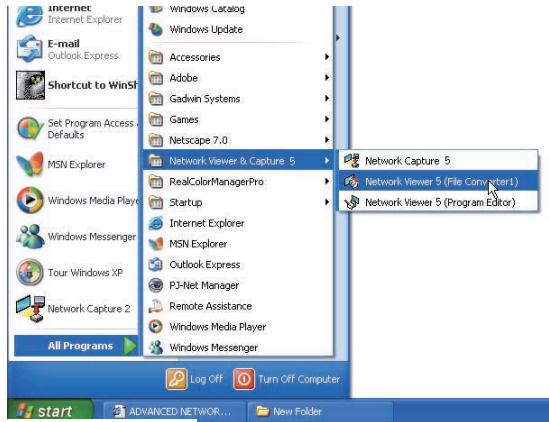 Internet
Internet Explorer
E-mail
Outlook Express
Shortcut to WinSh
Set Program Access
Defaults
MSN Explorer
Windows Media Playe
Windows Messenger
Tour Windows XP
Network Capture 2
All Programs
Windows Catalog
Windows Update
Accessories
Adobe
Gadwin Systems
Games
Netscape 7.0
Network Viewer & Capture 5
RealColorManagerPro
Startup
Internet Explorer
MSN Explorer
Outlook Express
PJ-Net Manager
Remote Assistance
Windows Media Player
Windows Messenger
Network Capture 5
Network Viewer 5 (File Converter1)
Network Viewer 5 (Program Editor)
Log Off
Turn Off Computer
start
ADVANCED NETWOR...
New Folder